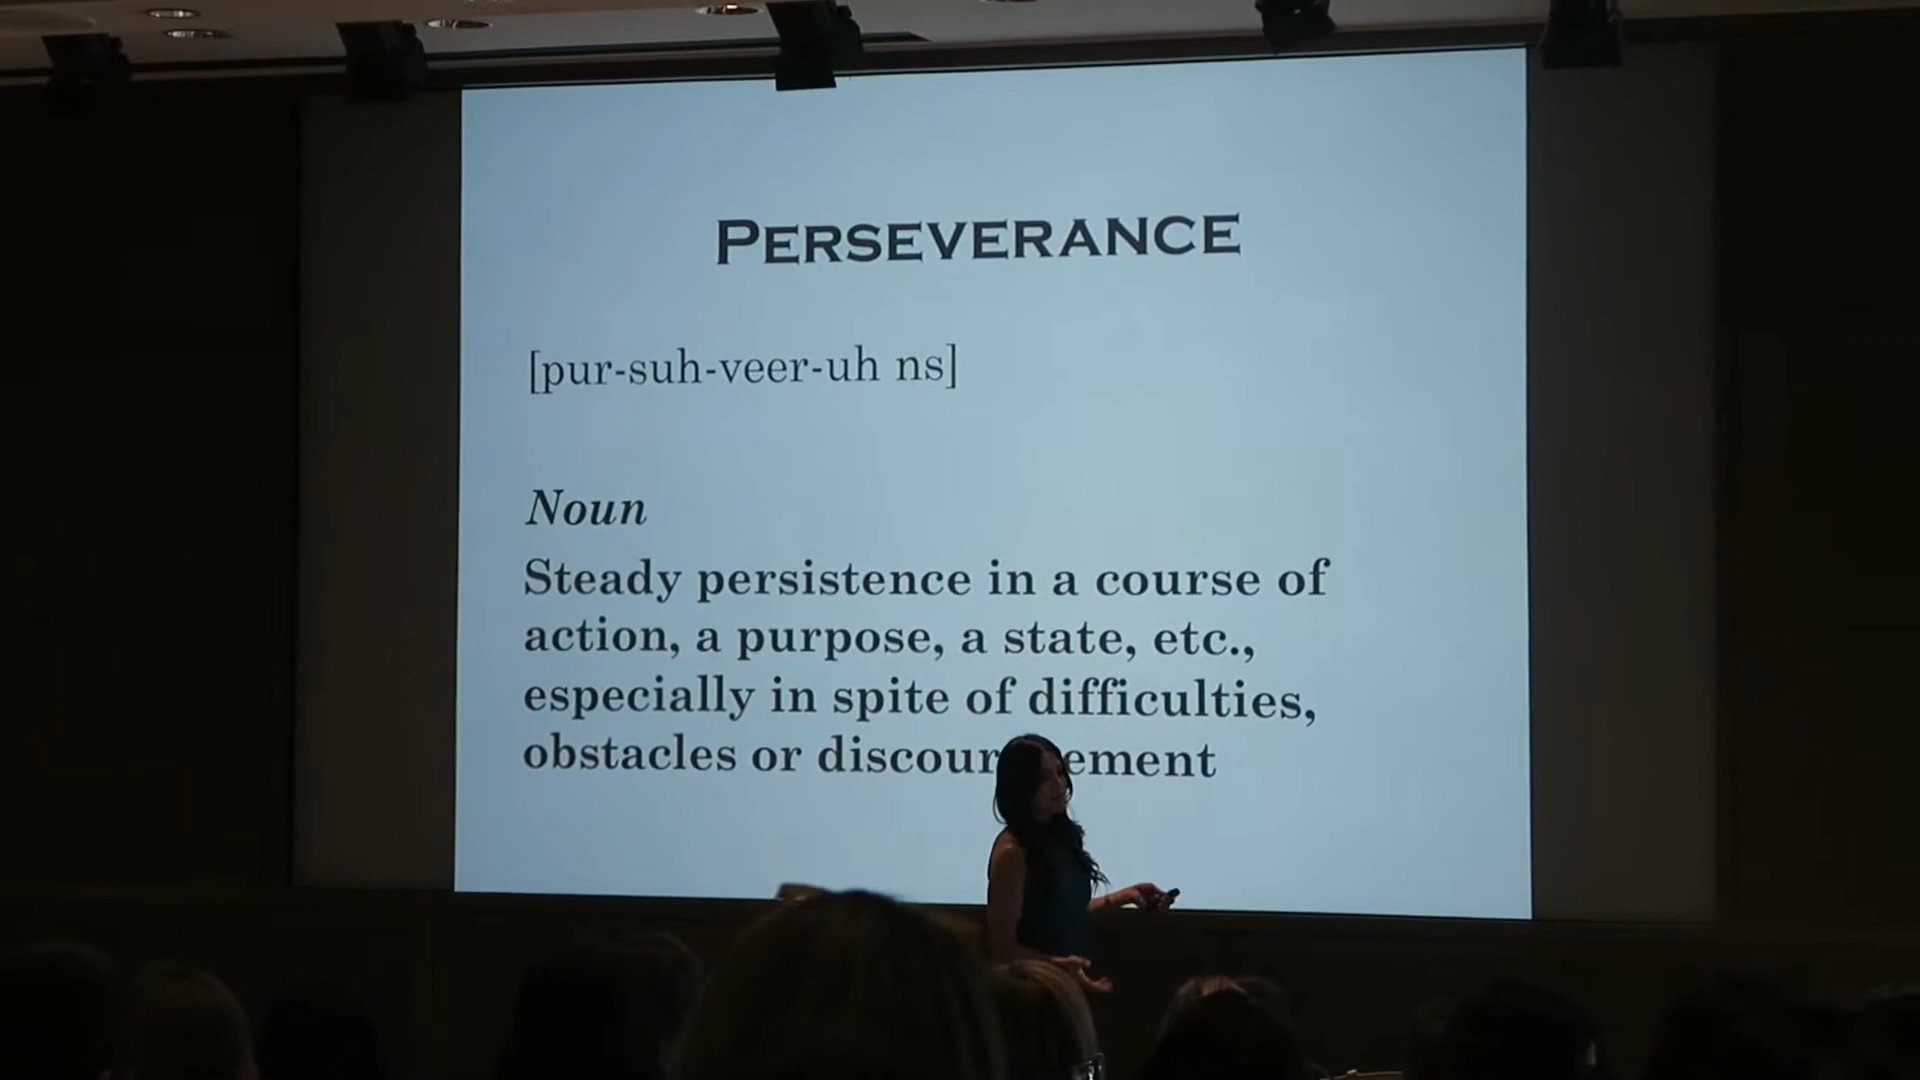 PERSEVERANCE
[pur-suh-veer-uh ns]
Noun
Steady persistence in a course of
action, a purpose, a state, etc.,
especially in spite of difficulties,
obstacles or